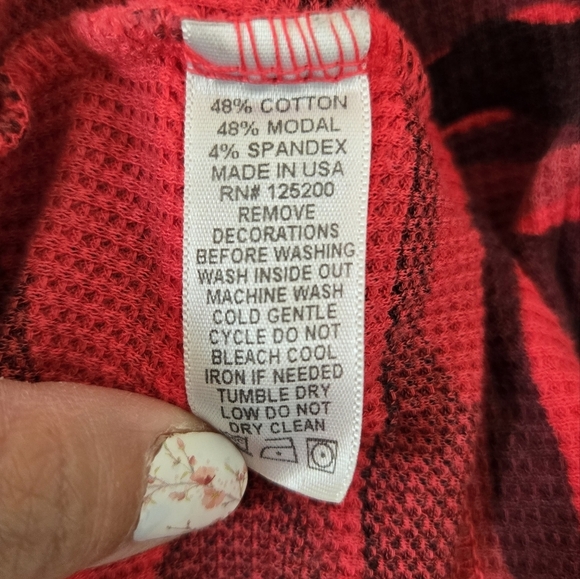 48% COTTON
48% MODAL
4% SPANDEX
MADE IN USA
RN# 125200
REMOVE
DECORATIONS
BEFORE WASHING
WASH INSIDE OUT
MACHINE WASH
COLD GENTLE
CYCLE DO NOT
BLEACH COOL
IRON IF NEEDED
TUMBLE DRY
LOW DO NOT
DRY CLEAN